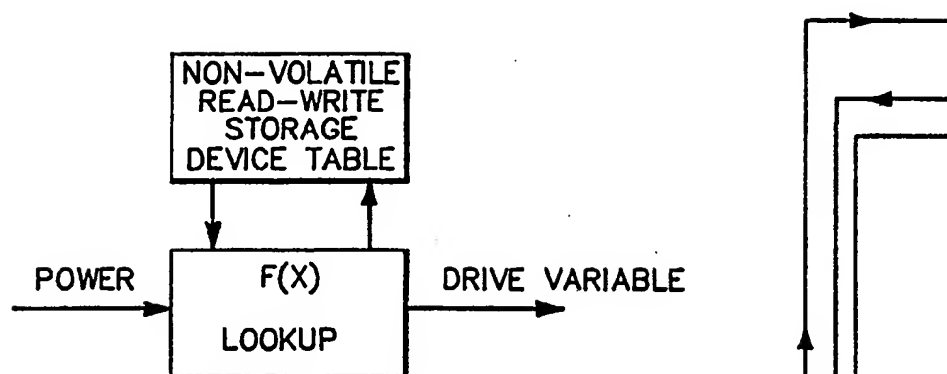 NON-VOLATILE
READ-WRITE
STORAGE
DEVICE TABLE
POWER
F(X)
DRIVE VARIABLE
LOOKUP